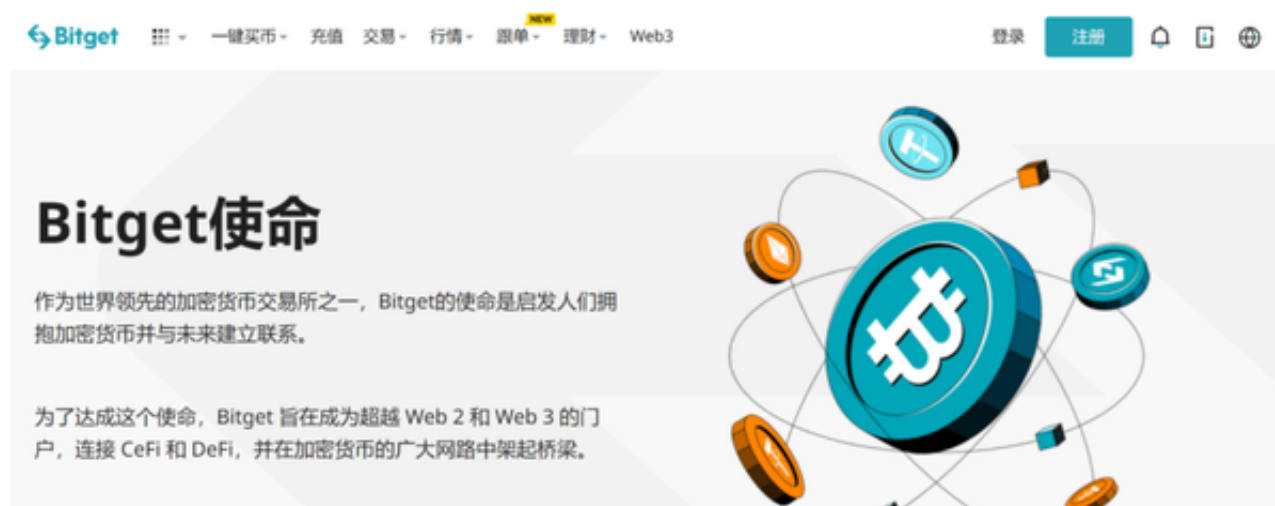 Bitget 一键买币 充值 交易 行情 跟单 NEW 理财 Web3 登录 注册
Bitget使命
作为世界领先的加密货币交易所之一，Bitget的使命是启发人们拥
抱加密货币并与未来建立联系。
为了达成这个使命，Bitget 旨在成为超越 Web 2 和 Web 3 的门
户，连接 CeFi 和 DeFi，并在加密货币的广大网路中架起桥梁。